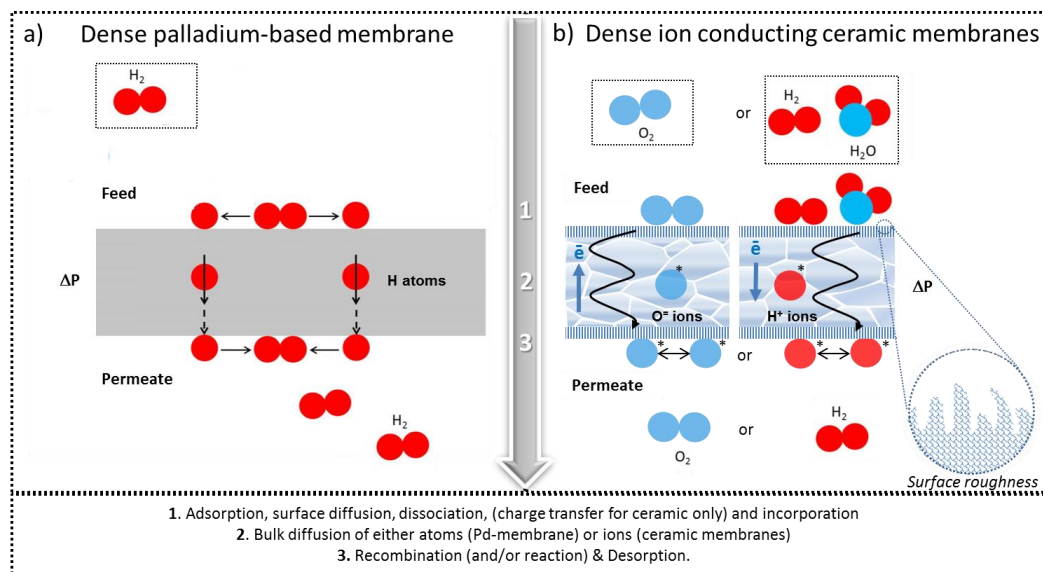 a) Dense palladium-based membrane
H₂
Feed
ΔP
H atoms
Permeate
H₂
1
2
3
b) Dense ion conducting ceramic membranes
O₂
or
H₂
H₂O
Feed
ē
*
O⁼ ions
ē
*
H⁺ ions
ΔP
* *
or
* *
Permeate
O₂
or
H₂
Surface roughness
1. Adsorption, surface diffusion, dissociation, (charge transfer for ceramic only) and incorporation
2. Bulk diffusion of either atoms (Pd-membrane) or ions (ceramic membranes)
3. Recombination (and/or reaction) & Desorption.